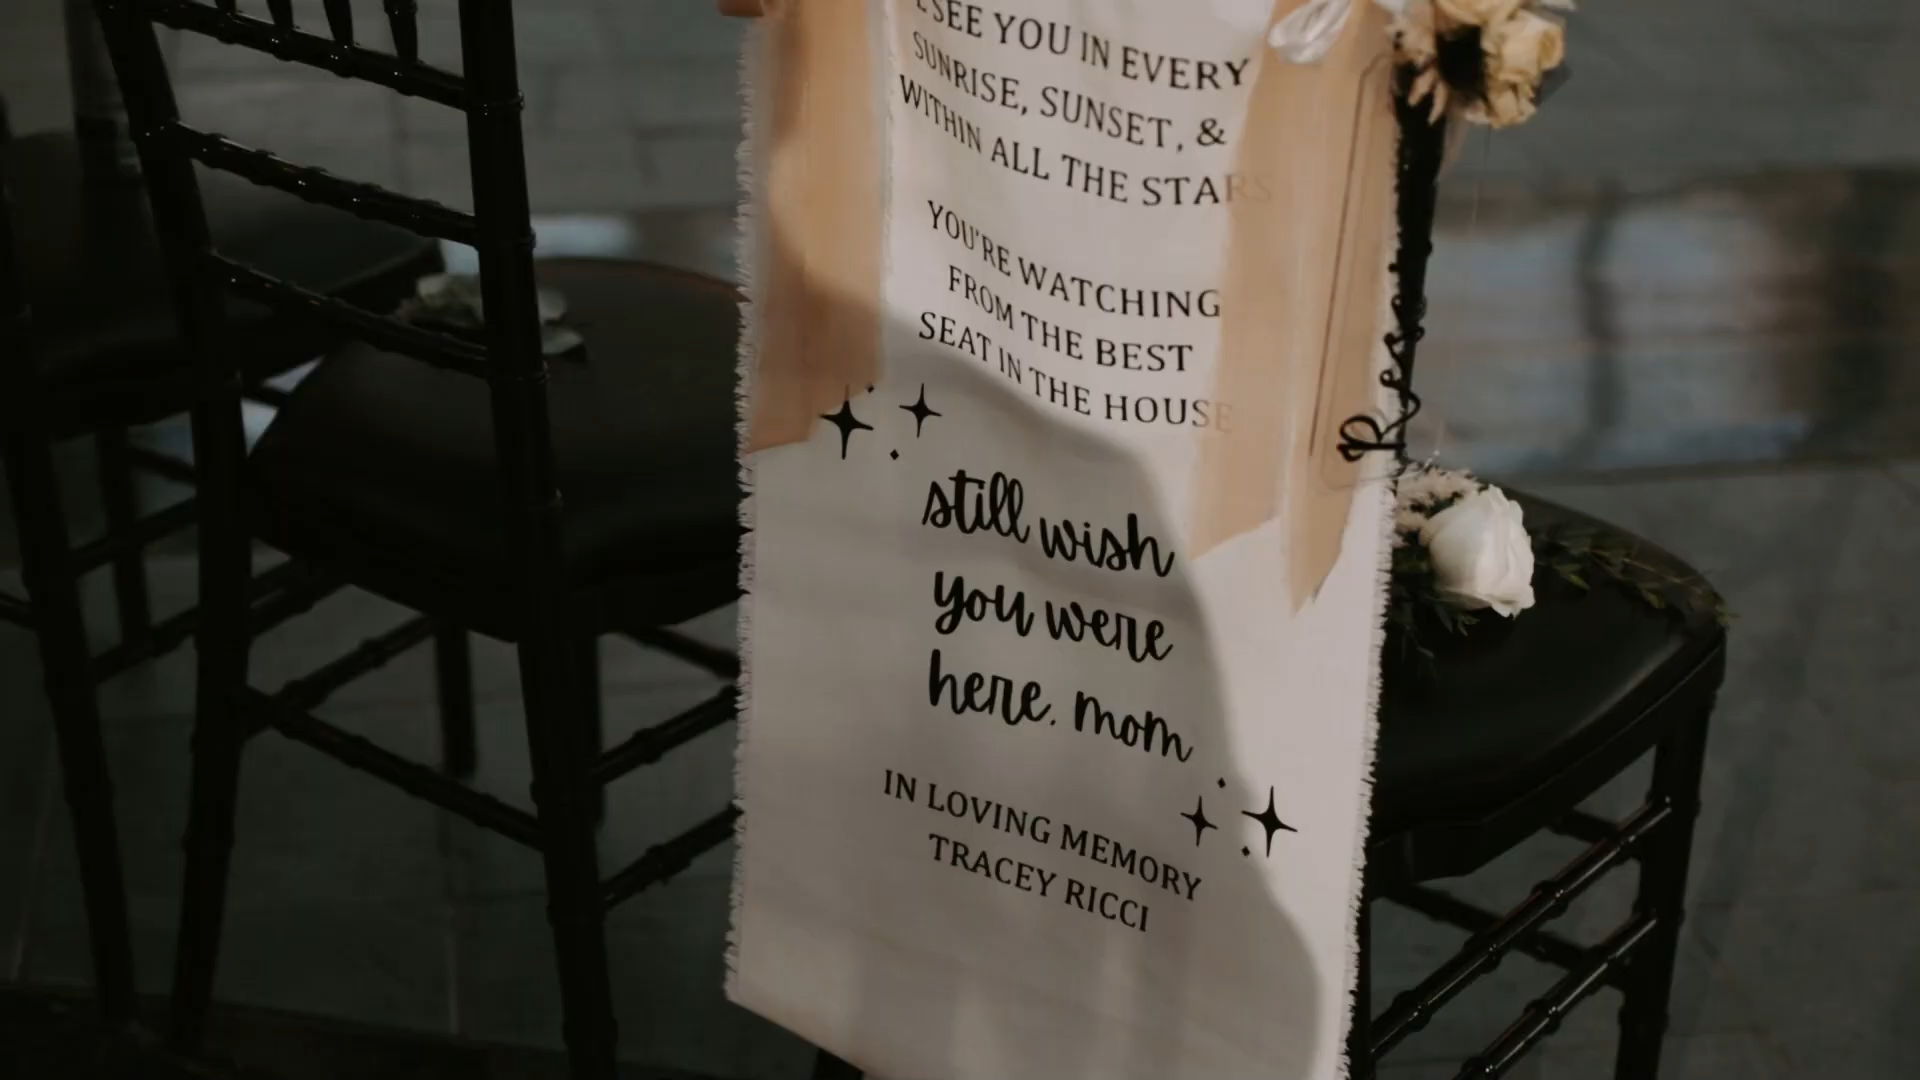 I SEE YOU IN EVERY
SUNRISE, SUNSET, &
WITHIN ALL THE STARS
YOU'RE WATCHING
FROM THE BEST
SEAT IN THE HOUSE
still wish
you were
here, mom
IN LOVING MEMORY
TRACEY RICCI